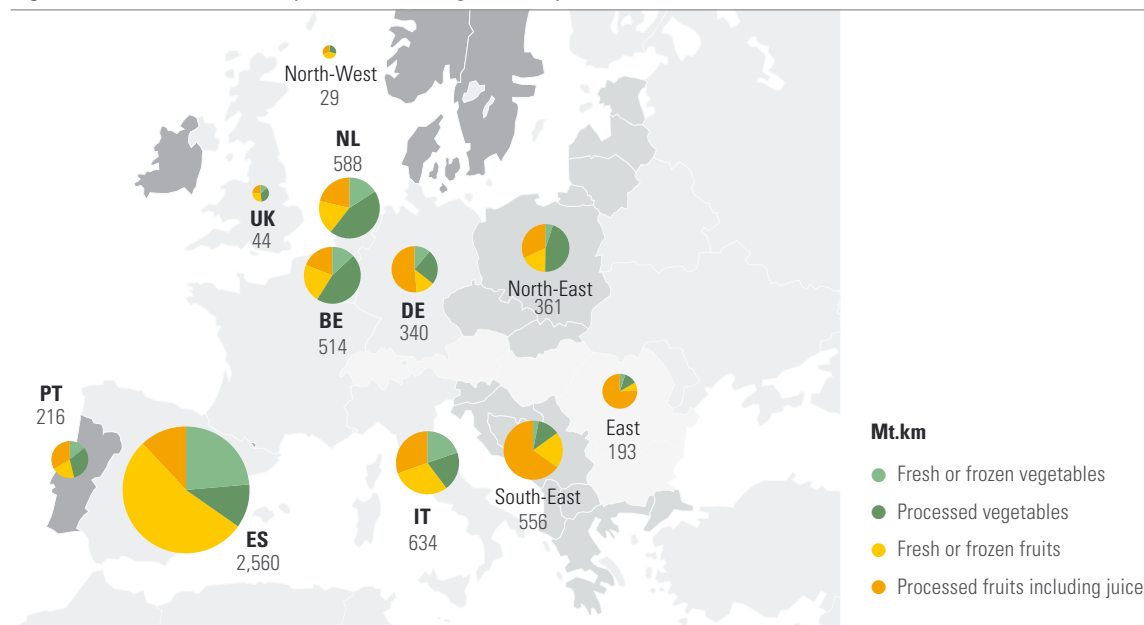 North-West
29
NL
588
UK
44
BE
514
DE
340
North-East
361
PT
216
ES
2,560
IT
634
South-East
556
East
193
Mt.km
Fresh or frozen vegetables
Processed vegetables
Fresh or frozen fruits
Processed fruits including juice